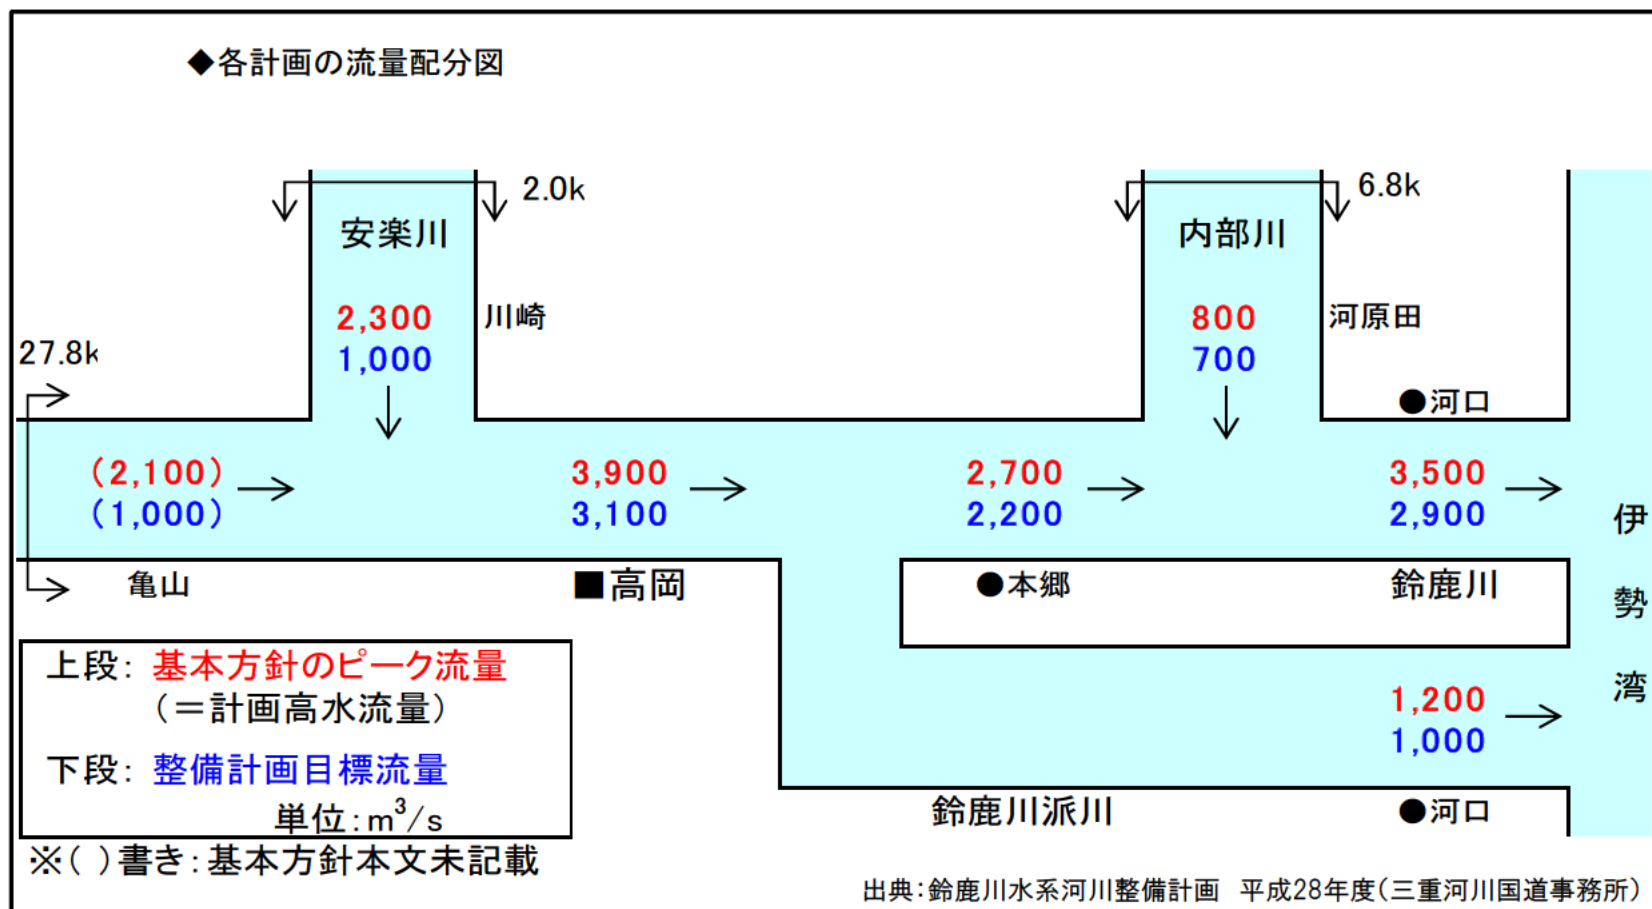 ◆各計画の流量配分図
2.0k
6.8k
安楽川
内部川
2,300
1,000
川崎
800
700
河原田
27.8k
●河口
(2,100)
(1,000)
3,900
3,100
2,700
2,200
3,500
2,900
伊勢湾
亀山
■高岡
●本郷
鈴鹿川
上段：基本方針のピーク流量
（＝計画高水流量）
下段：整備計画目標流量
単位：m³/s
1,200
1,000
鈴鹿川派川
●河口
※( )書き：基本方針本文未記載
出典：鈴鹿川水系河川整備計画　平成28年度（三重河川国道事務所）